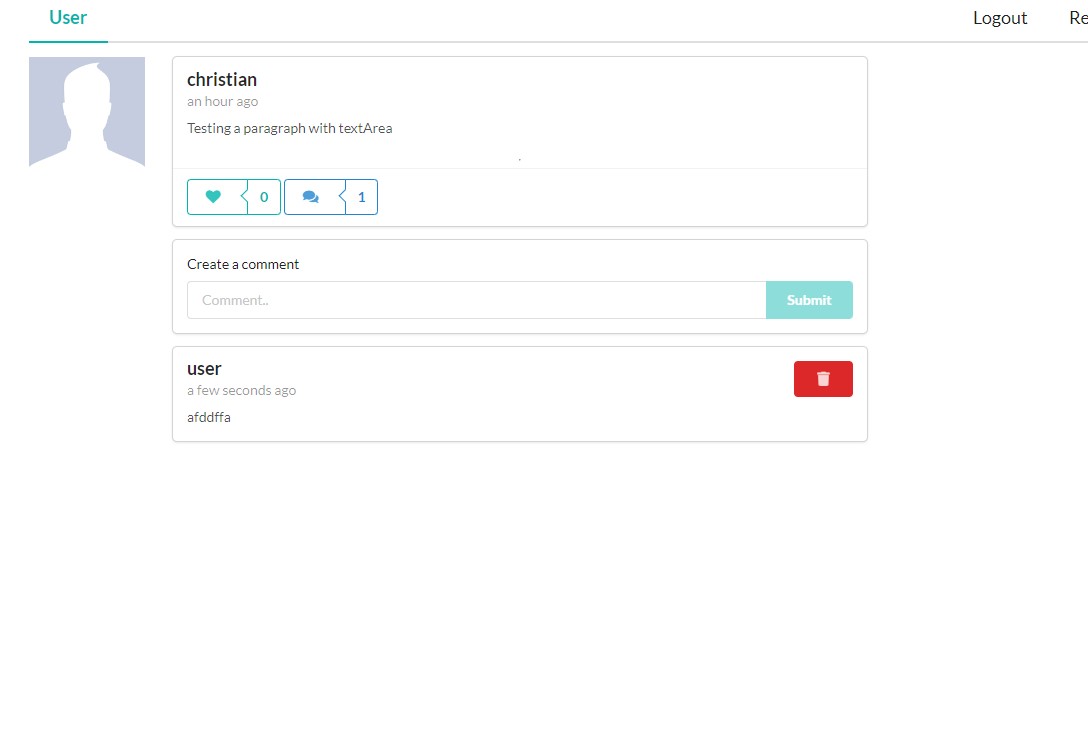 User
Logout
christian
an hour ago
Testing a paragraph with textArea
0
1
Create a comment
Comment..
Submit
user
a few seconds ago
afddffa